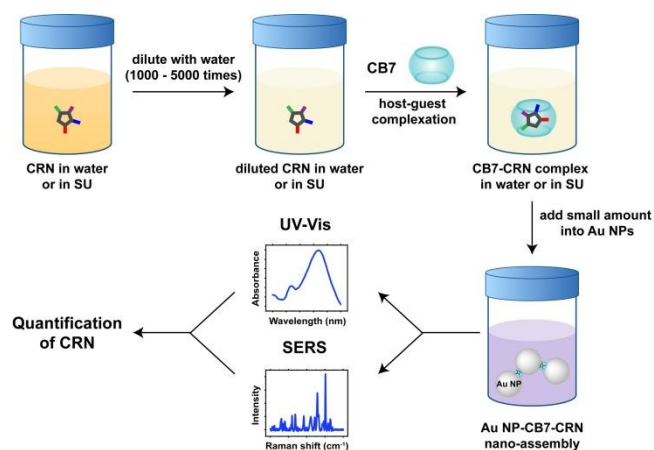 dilute with water
(1000 - 5000 times)
CB7
host-guest
complexation
CRN in water
or in SU
diluted CRN in water
or in SU
CB7-CRN complex
in water or in SU
add small amount
into Au NPs
UV-Vis
Absorbance
Wavelength (nm)
Quantification
of CRN
SERS
Intensity
Raman shift (cm⁻¹)
Au NP
Au NP-CB7-CRN
nano-assembly